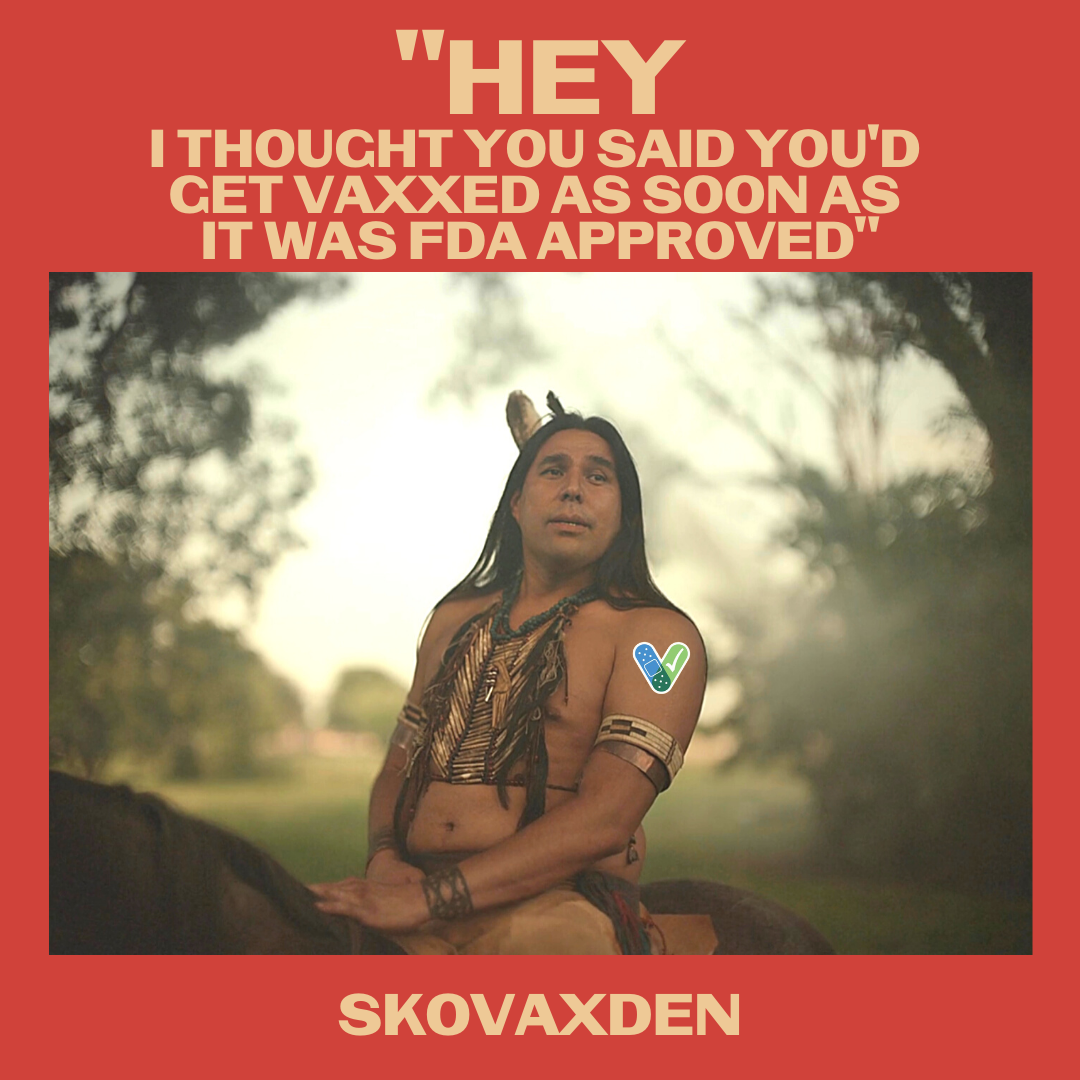 "HEY
I THOUGHT YOU SAID YOU'D
GET VAXXED AS SOON AS
IT WAS FDA APPROVED"
SKOVAXDEN